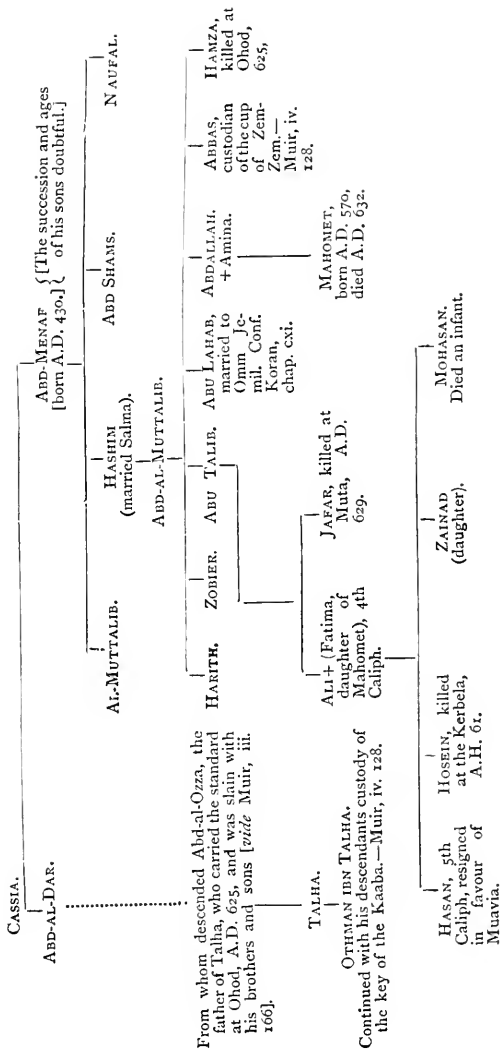 CASSIA.
ABD-AL-DAR.
ABD-MENAF { [The succession and ages
[born A.D. 430.] { of his sons doubtful.]
AL-MUTTALIB.
HASHIM
(married Salma).
ABD SHAMS.
NAUFAL.
ABD-AL-MUTTALIB.
From whom descended Abd-al-Ozza, the
father of Talha, who carried the standard
at Ohod, A.D. 625, and was slain with
his brothers and sons [vide Muir, iii.
166].
HARITH.
ZOBIER.
ABU TALIB.
ABU LAHAB,
married to
Omm Je-
mil. Conf.
Koran,
chap. cxi.
ABDALLAH.
+Amina.
ABBAS,
custodian
of the cup
of Zem-
Zem.—
Muir, iv.
128.
HAMZA,
killed at
Ohod,
625,
TALHA.
OTHMAN IBN TALHA.
Continued with his descendants custody of
the key of the Kaaba.—Muir, iv. 128.
ALI+(Fatima,
daughter of
Mahomet), 4th
Caliph.
JAFAR, killed at
Muta, A.D.
629.
MAHOMET,
born A.D. 570,
died A.D. 632.
HASAN, 5th
Caliph, resigned
in favour of
Muavia.
HOSEIN, killed
at the Kerbela,
A.H. 61.
ZAINAD
(daughter).
MOHASAN.
Died an infant.